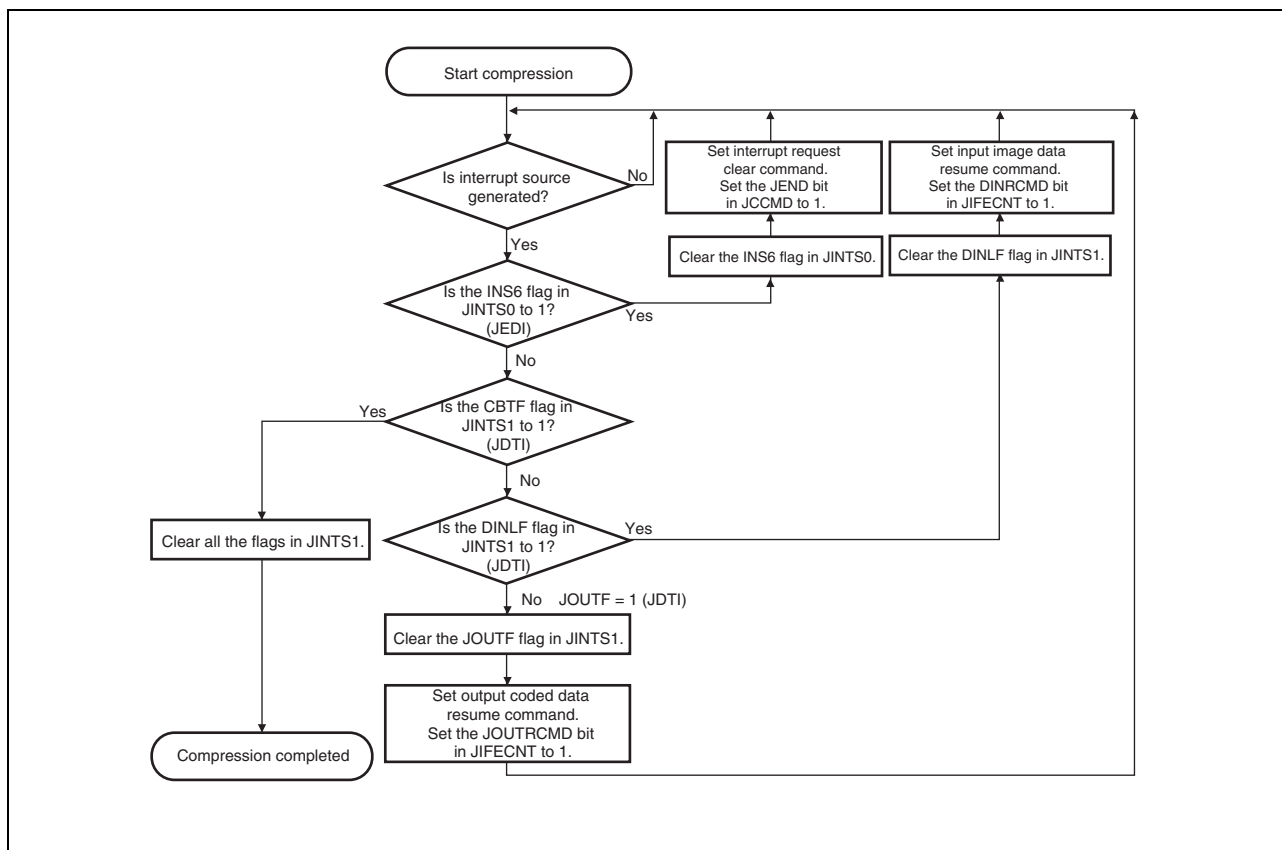 Start compression
Is interrupt source
generated?
No
Set interrupt request
clear command.
Set the JEND bit
in JCCMD to 1.
Set input image data
resume command.
Set the DINRCMD bit
in JIFECNT to 1.
Yes
Clear the INS6 flag in JINTS0.
Clear the DINLF flag in JINTS1.
Is the INS6 flag in
JINTS0 to 1?
(JEDI)
Yes
No
Is the CBTF flag in
JINTS1 to 1?
(JDTI)
Yes
No
Is the DINLF flag in
JINTS1 to 1?
(JDTI)
Yes
Clear all the flags in JINTS1.
No JOUTF = 1 (JDTI)
Clear the JOUTF flag in JINTS1.
Set output coded data
resume command.
Set the JOUTRCMD bit
in JIFECNT to 1.
Compression completed